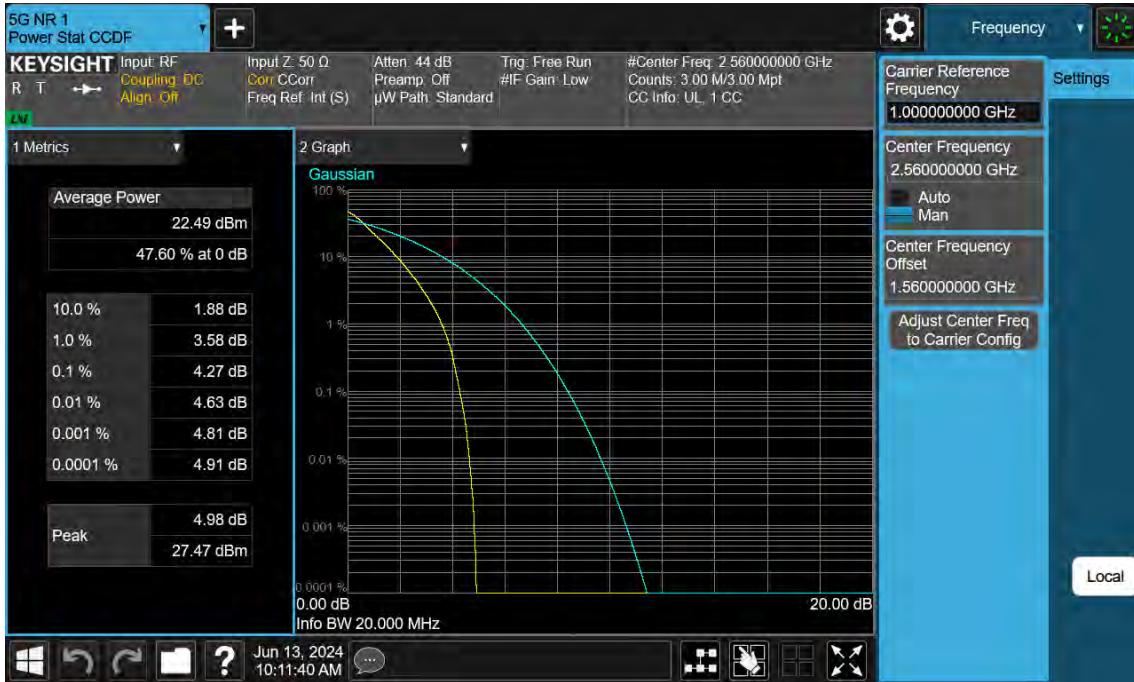 5G NR 1
Power Stat CCDF
+
Frequency
KEYSIGHT
R T
LNI
Input: RF
Coupling: DC
Align: Off
Input Z: 50 Ω
Corr CCorr
Freq Ref: Int (S)
Atten: 44 dB
Preamp: Off
µW Path: Standard
Trig: Free Run
#IF Gain: Low
#Center Freq: 2.560000000 GHz
Counts: 3.00 M/3.00 Mpt
CC Info: UL, 1 CC
1 Metrics
Average Power
22.49 dBm
47.60 % at 0 dB
10.0 % 1.88 dB
1.0 % 3.58 dB
0.1 % 4.27 dB
0.01 % 4.63 dB
0.001 % 4.81 dB
0.0001 % 4.91 dB
Peak
4.98 dB
27.47 dBm
2 Graph
Gaussian
100 %
10 %
1 %
0.1 %
0.01 %
0.001 %
0.0001 %
0.00 dB 20.00 dB
Info BW 20.000 MHz
Carrier Reference
Frequency
1.000000000 GHz
Center Frequency
2.560000000 GHz
Auto
Man
Center Frequency
Offset
1.560000000 GHz
Adjust Center Freq
to Carrier Config
Settings
Local
?
Jun 13, 2024
10:11:40 AM